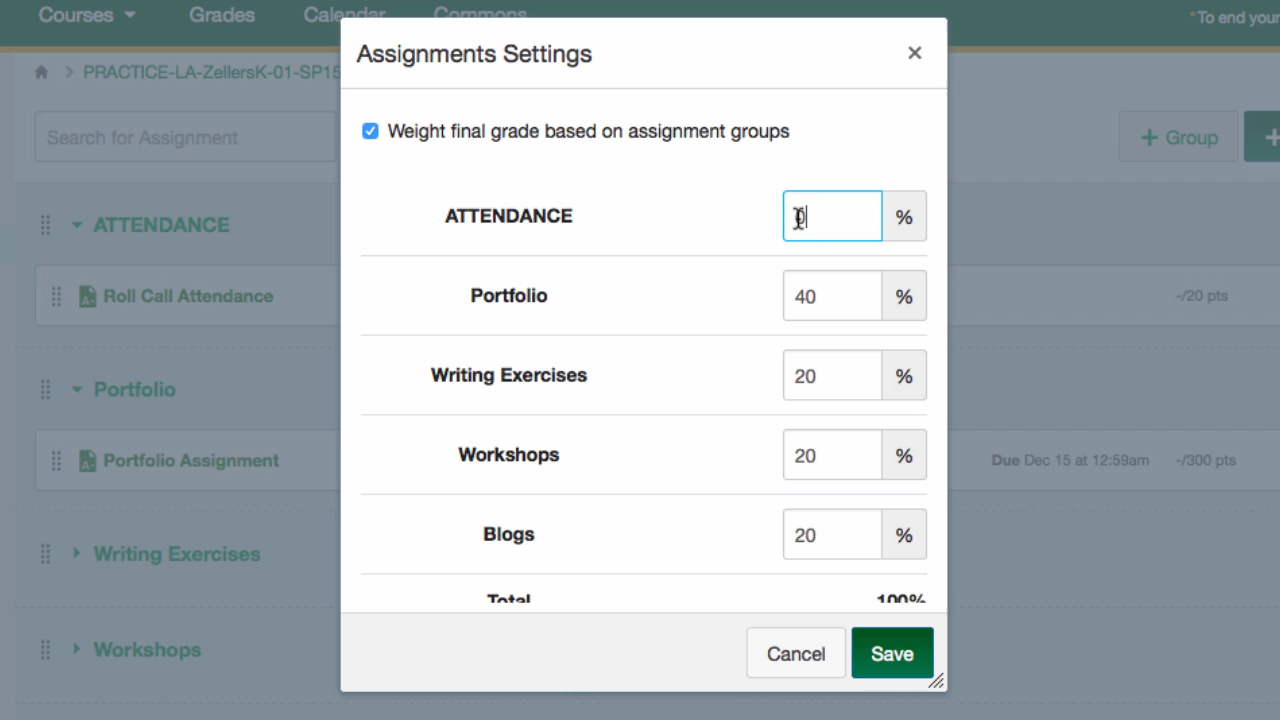 Courses Grades Calendar Commons
*To end your
PRACTICE-LA-ZellersK-01-SP15
Search for Assignment
+ Group
+
ATTENDANCE
Roll Call Attendance
-/20 pts
Portfolio
Portfolio Assignment
Due Dec 15 at 12:59am -/300 pts
Writing Exercises
Workshops
Assignments Settings ×
Weight final grade based on assignment groups
ATTENDANCE 0 %
Portfolio 40 %
Writing Exercises 20 %
Workshops 20 %
Blogs 20 %
Total 100%
Cancel Save